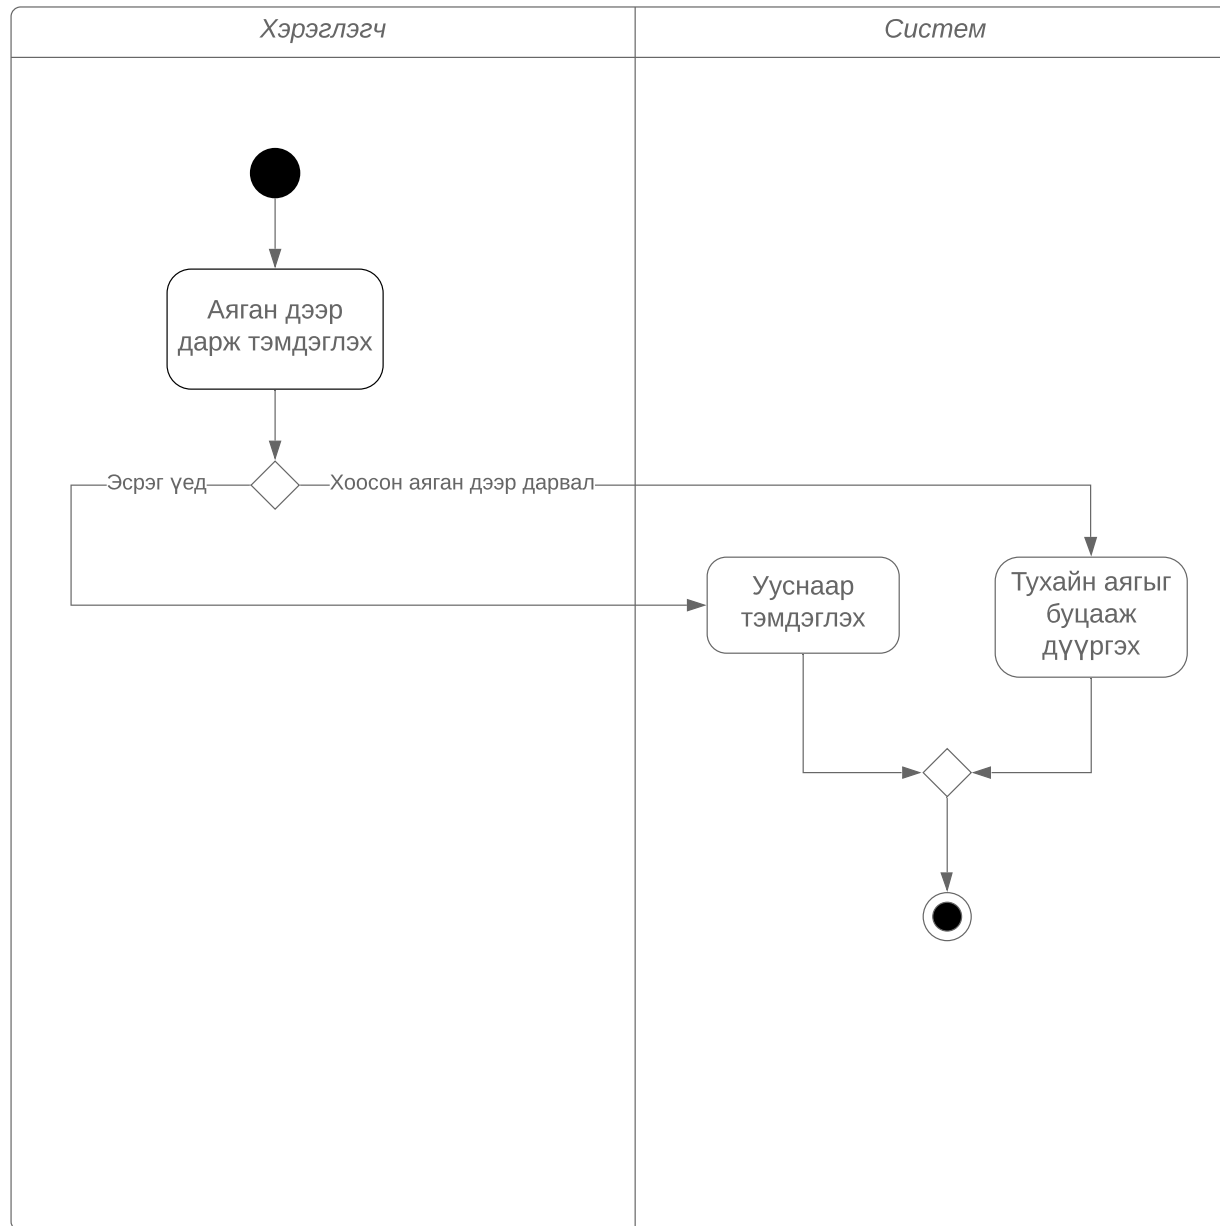 Хэрэглэгч
Систем
Аяган дээр
дарж тэмдэглэх
Эсрэг үед
Хоосон аяган дээр дарвал
Ууснаар
тэмдэглэх
Тухайн аягыг
буцааж
дүүргэх